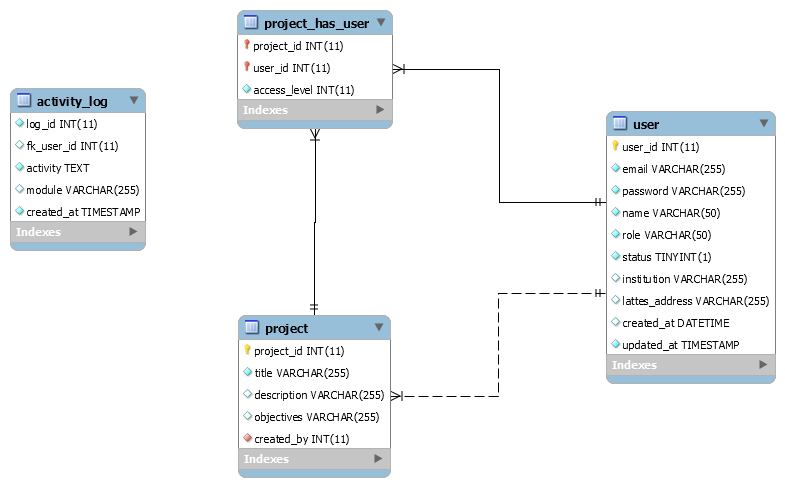 project_has_user
project_id INT(11)
user_id INT(11)
access_level INT(11)
Indexes
activity_log
log_id INT(11)
fk_user_id INT(11)
activity TEXT
module VARCHAR(255)
created_at TIMESTAMP
Indexes
user
user_id INT(11)
email VARCHAR(255)
password VARCHAR(255)
name VARCHAR(50)
role VARCHAR(50)
status TINYINT(1)
institution VARCHAR(255)
lattes_address VARCHAR(255)
created_at DATETIME
updated_at TIMESTAMP
Indexes
project
project_id INT(11)
title VARCHAR(255)
description VARCHAR(255)
objectives VARCHAR(255)
created_by INT(11)
Indexes